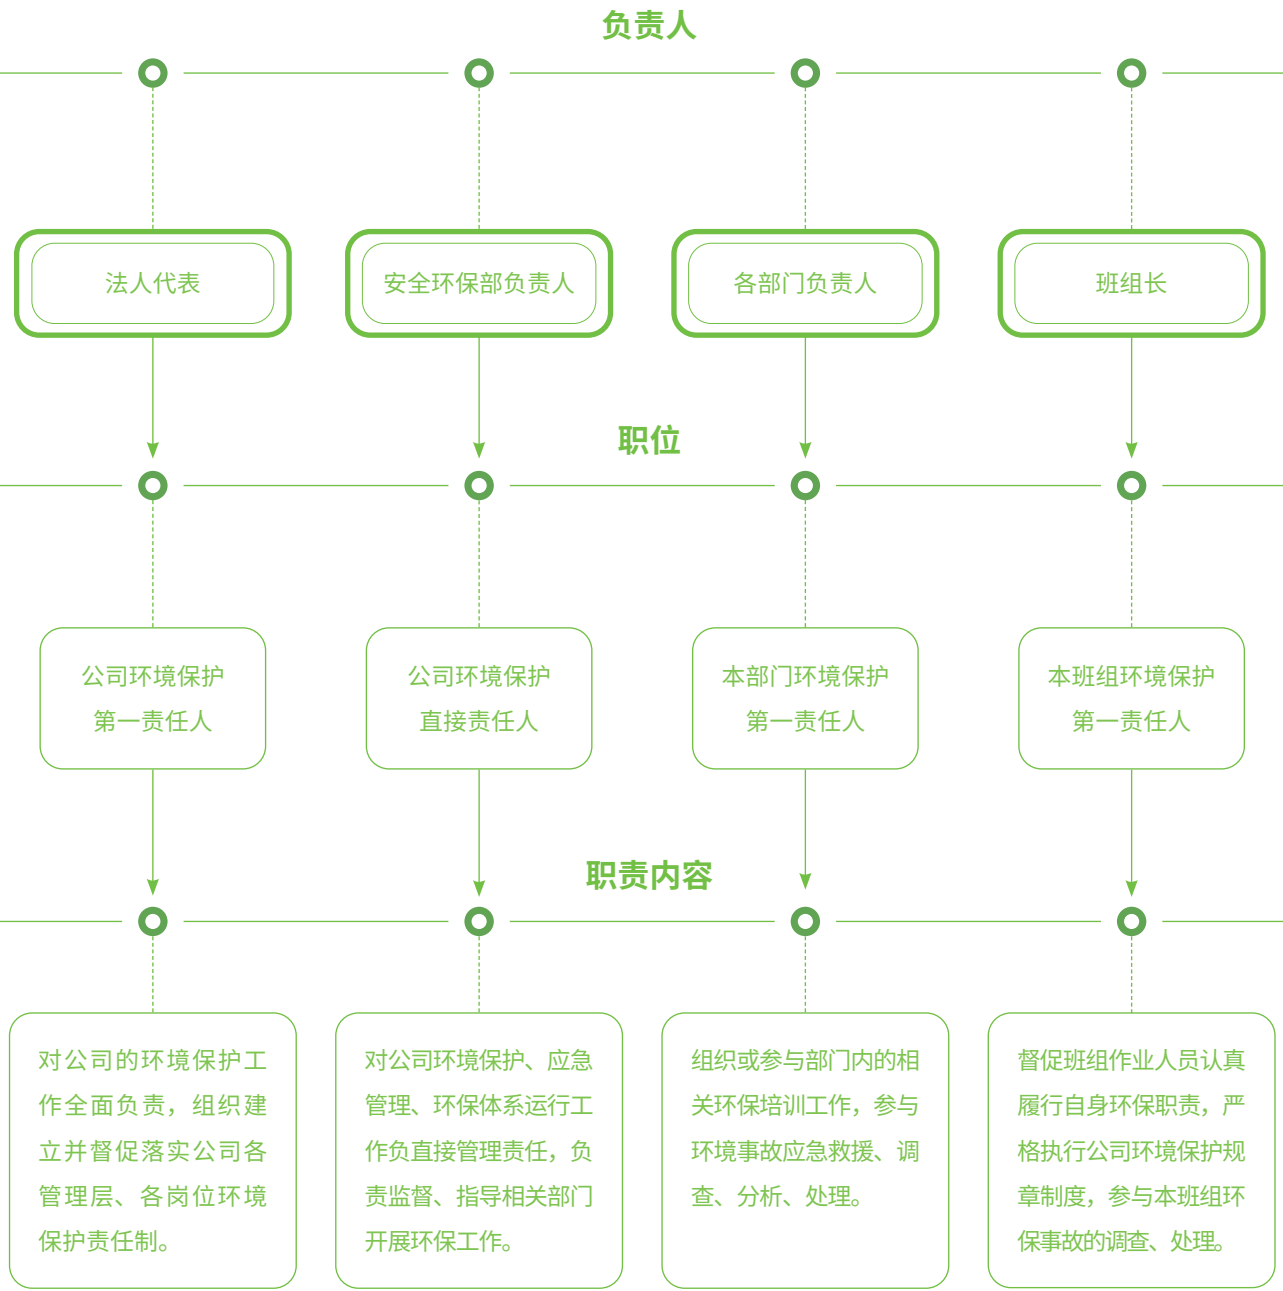 负责人
法人代表
安全环保部负责人
各部门负责人
班组长
职位
公司环境保护
第一责任人
公司环境保护
直接责任人
本部门环境保护
第一责任人
本班组环境保护
第一责任人
职责内容
对公司的环境保护工
作全面负责，组织建
立并督促落实公司各
管理层、各岗位环境
保护责任制。
对公司环境保护、应急
管理、环保体系运行工
作负直接管理责任，负
责监督、指导相关部门
开展环保工作。
组织或参与部门内的相
关环保培训工作，参与
环境事故应急救援、调
查、分析、处理。
督促班组作业人员认真
履行自身环保职责，严
格执行公司环境保护规
章制度，参与本班组环
保事故的调查、处理。